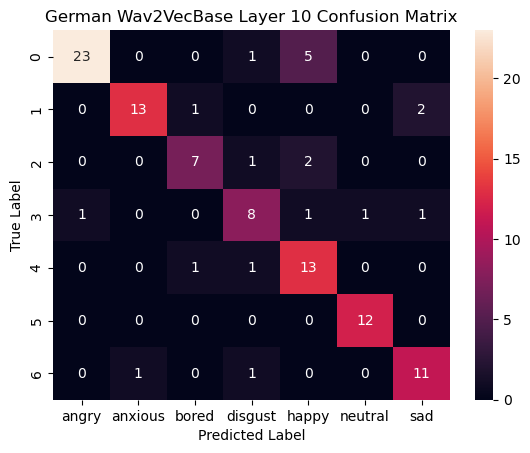 German Wav2VecBase Layer 10 Confusion Matrix
True Label
0 23 0 0 1 5 0 0
1 0 13 1 0 0 0 2
2 0 0 7 1 2 0 0
3 1 0 0 8 1 1 1
4 0 0 1 1 13 0 0
5 0 0 0 0 0 12 0
6 0 1 0 1 0 0 11
angry anxious bored disgust happy neutral sad
Predicted Label
20
15
10
5
0